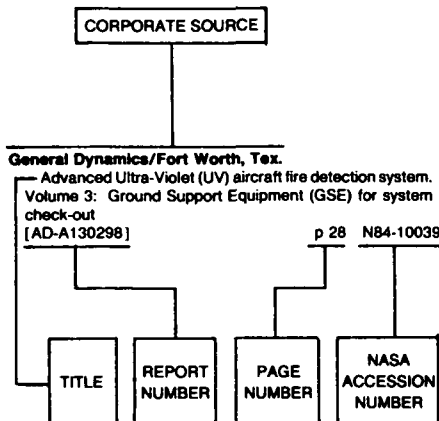 CORPORATE SOURCE
General Dynamics/Fort Worth, Tex.
Advanced Ultra-Violet (UV) aircraft fire detection system.
Volume 3: Ground Support Equipment (GSE) for system
check-out
[AD-A130298] p 28 N84-10039
TITLE
REPORT
NUMBER
PAGE
NUMBER
NASA
ACCESSION
NUMBER